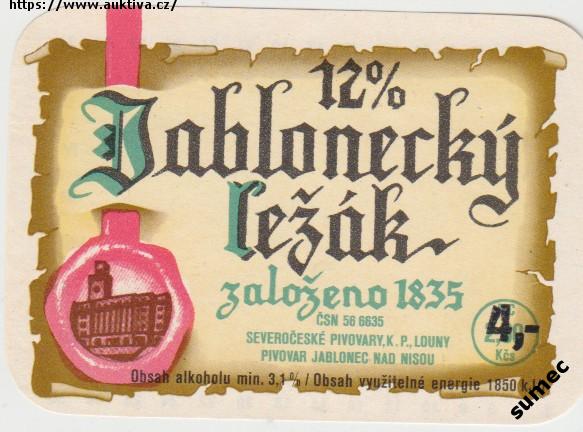 https://www.auktiva.cz/
12%
Jablonecký
ležák
založeno 1835
ČSN 56 6635
SEVEROČESKÉ PIVOVARY, K. P., LOUNY
PIVOVAR JABLONEC NAD NISOU
4,-
Kčs
Obsah alkoholu min. 3,1% / Obsah využitelné energie 1850 kJ
sumec